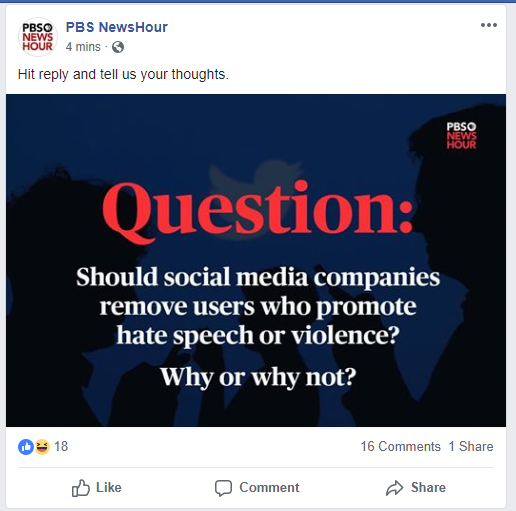 PBS
NEWS
HOUR
PBS NewsHour
4 mins ·
Hit reply and tell us your thoughts.
PBS
NEWS
HOUR
Question:
Should social media companies
remove users who promote
hate speech or violence?
Why or why not?
18
16 Comments 1 Share
Like Comment Share